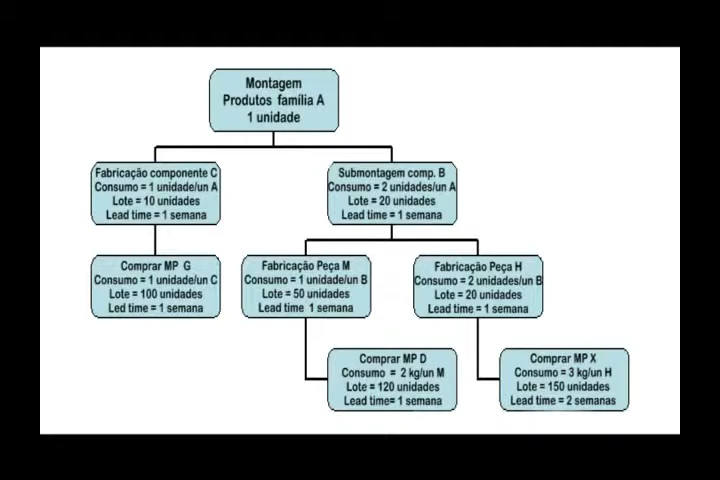 Montagem
Produtos família A
1 unidade
Fabricação componente C
Consumo = 1 unidade/un A
Lote = 10 unidades
Lead time = 1 semana
Submontagem comp. B
Consumo = 2 unidades/un A
Lote = 20 unidades
Lead time = 1 semana
Comprar MP G
Consumo = 1 unidade/un C
Lote = 100 unidades
Led time = 1 semana
Fabricação Peça M
Consumo = 1 unidade/un B
Lote = 50 unidades
Lead time 1 semana
Fabricação Peça H
Consumo = 2 unidades/un B
Lote = 20 unidades
Lead time = 1 semana
Comprar MP D
Consumo = 2 kg/un M
Lote = 120 unidades
Lead time= 1 semana
Comprar MP X
Consumo = 3 kg/un H
Lote = 150 unidades
Lead time = 2 semanas